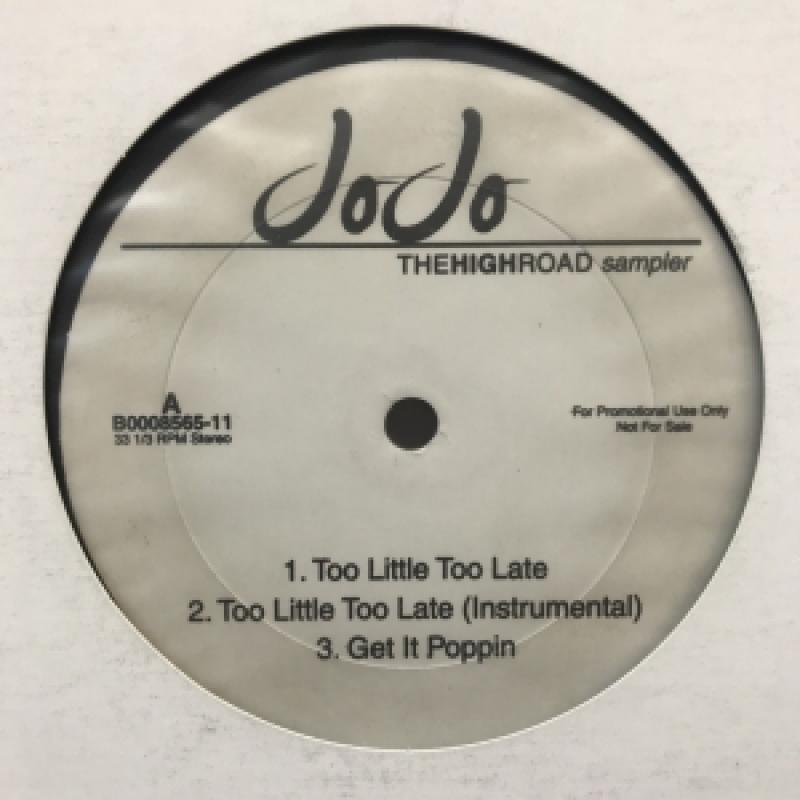 JoJo
THEHIGHROAD sampler
A
B0008565-11
33 1/3 RPM Stereo
For Promotional Use Only
Not For Sale
1. Too Little Too Late
2. Too Little Too Late (Instrumental)
3. Get It Poppin